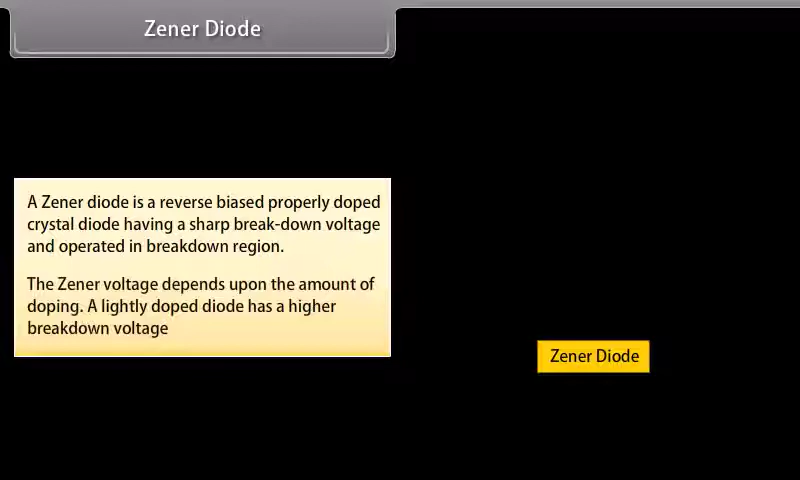 Zener Diode
A Zener diode is a reverse biased properly doped
crystal diode having a sharp break-down voltage
and operated in breakdown region.
The Zener voltage depends upon the amount of
doping. A lightly doped diode has a higher
breakdown voltage
Zener Diode